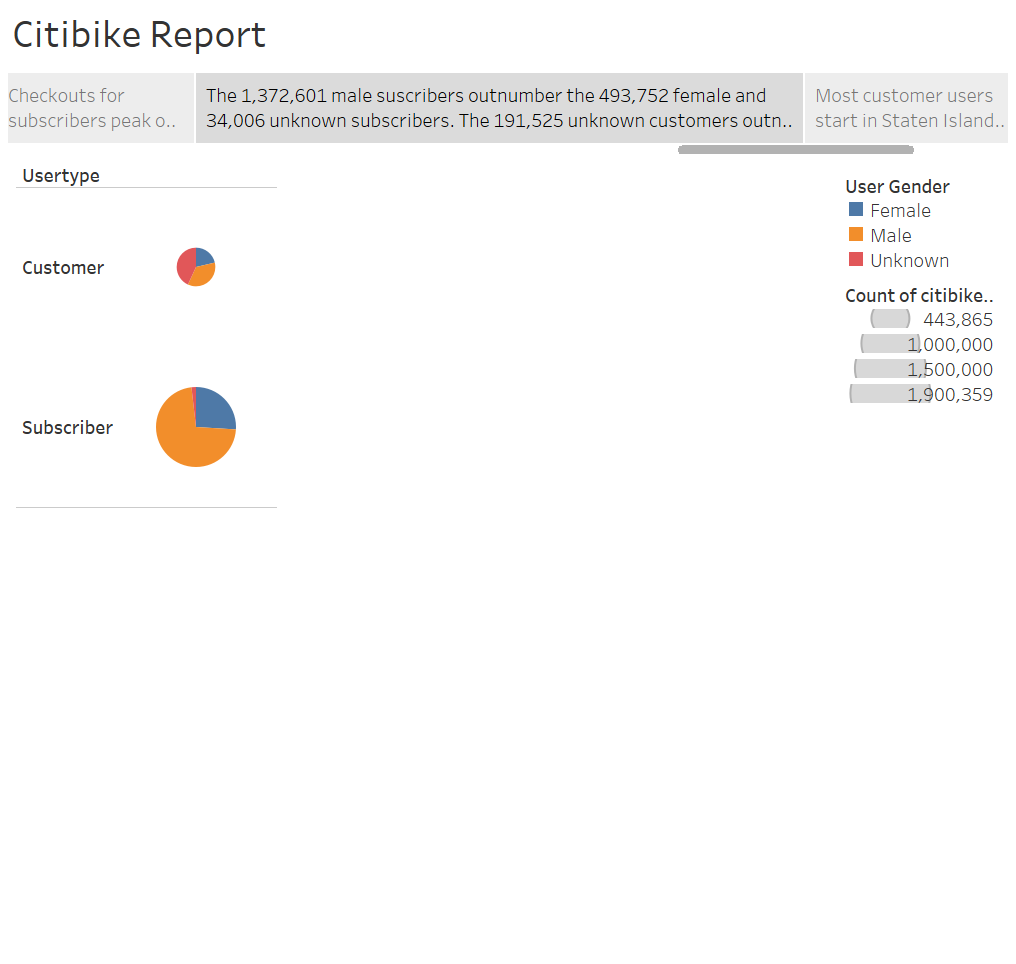 Citibike Report
Checkouts for
subscribers peak o..
The 1,372,601 male suscribers outnumber the 493,752 female and
34,006 unknown subscribers. The 191,525 unknown customers outn..
Most customer users
start in Staten Island..
Usertype
Customer
Subscriber
User Gender
Female
Male
Unknown
Count of citibike..
443,865
1,000,000
1,500,000
1,900,359